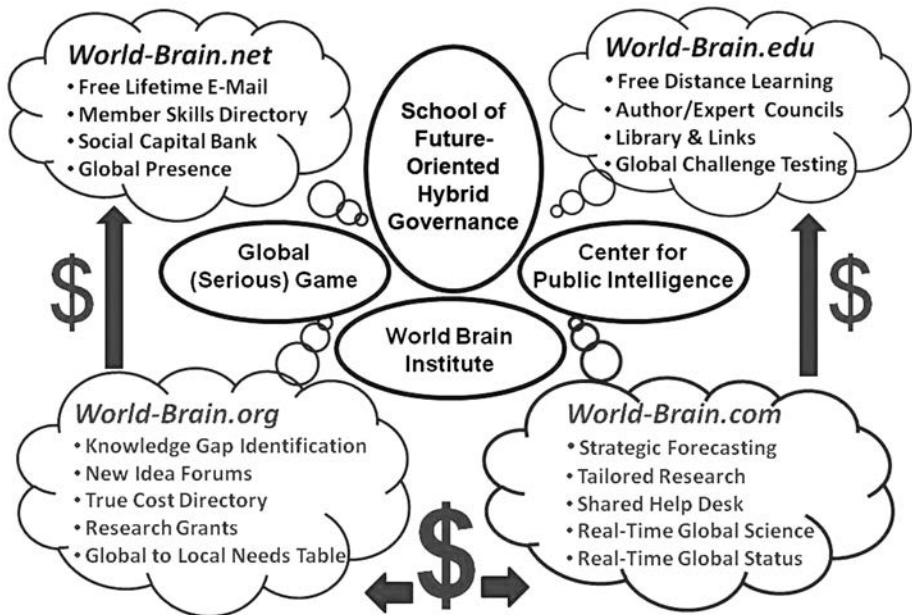 World-Brain.net
• Free Lifetime E-Mail
• Member Skills Directory
• Social Capital Bank
• Global Presence
School of
Future-
Oriented
Hybrid
Governance
World-Brain.edu
• Free Distance Learning
• Author/Expert Councils
• Library & Links
• Global Challenge Testing
$
Global
(Serious) Game
Center for
Public Intelligence
$
World Brain
Institute
World-Brain.org
• Knowledge Gap Identification
• New Idea Forums
• True Cost Directory
• Research Grants
• Global to Local Needs Table
$
World-Brain.com
• Strategic Forecasting
• Tailored Research
• Shared Help Desk
• Real-Time Global Science
• Real-Time Global Status